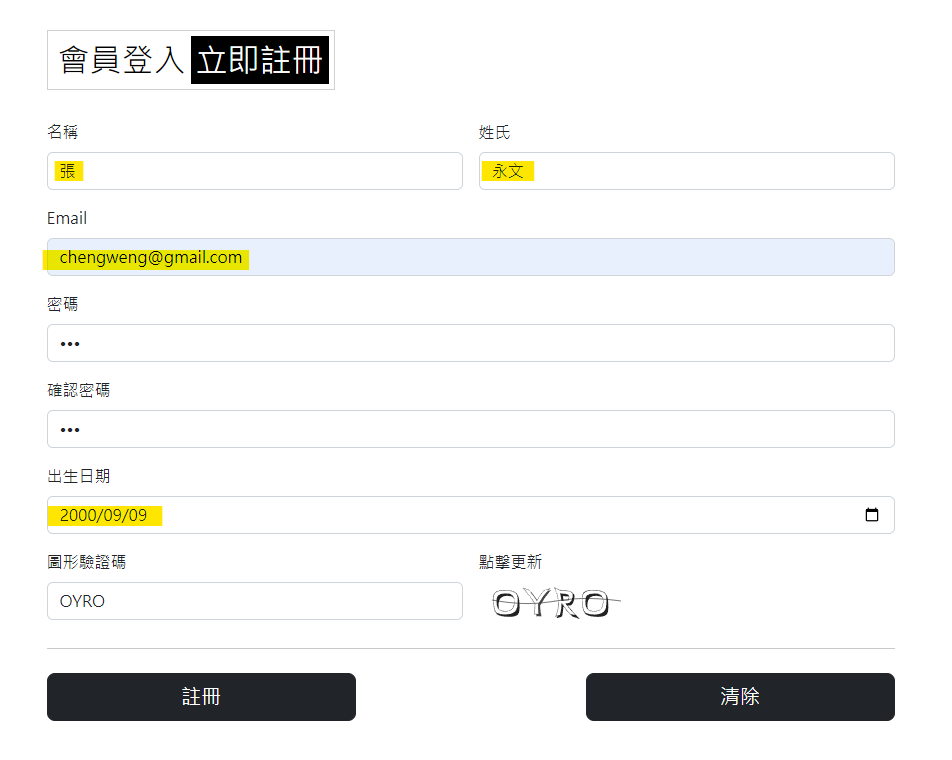 會員登入 立即註冊
名稱 姓氏
張 永文
Email
chengweng@gmail.com
密碼
•••
確認密碼
•••
出生日期
2000/09/09
圖形驗證碼 點擊更新
OYRO OYRO
註冊 清除